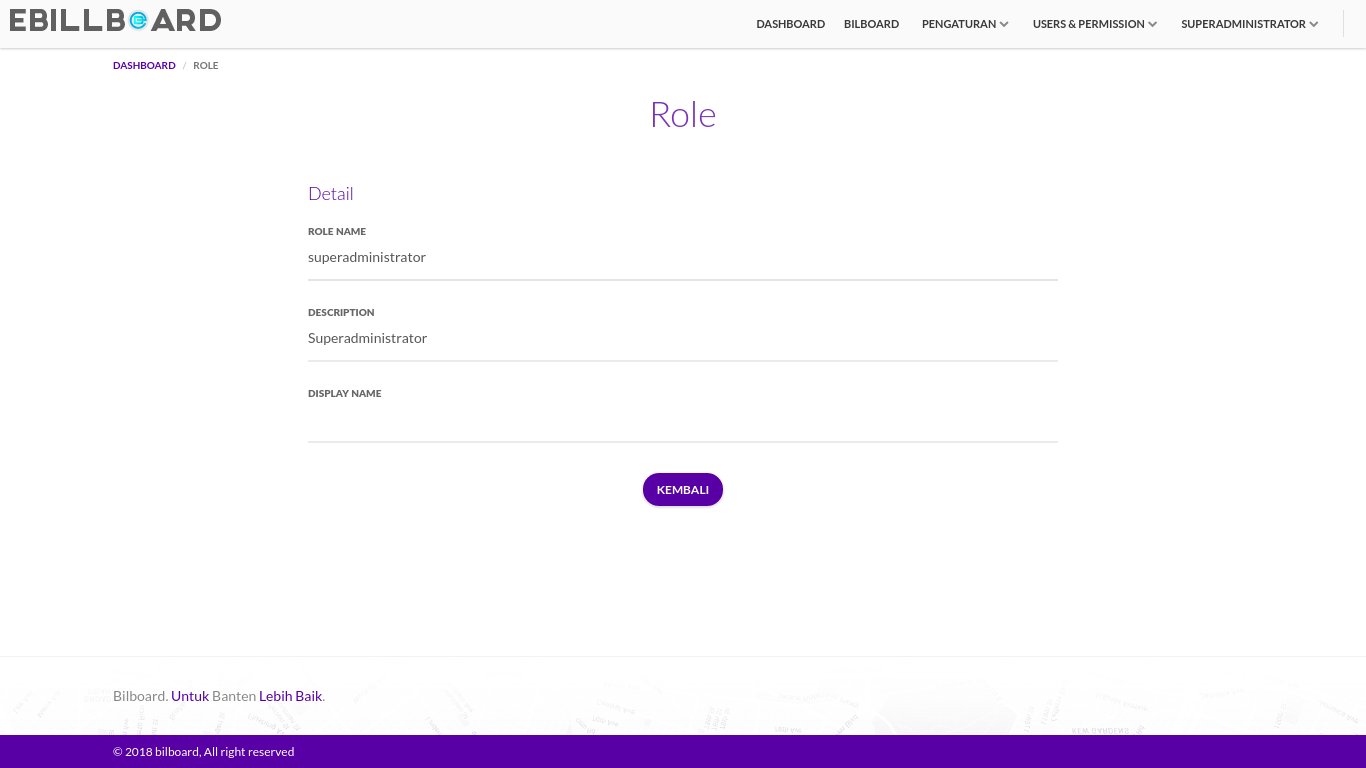 EBILLBOARD
DASHBOARD BILBOARD PENGATURAN USERS & PERMISSION SUPERADMINISTRATOR
DASHBOARD / ROLE
Role
Detail
ROLE NAME
superadministrator
DESCRIPTION
Superadministrator
DISPLAY NAME
KEMBALI
Bilboard. Untuk Banten Lebih Baik.
© 2018 bilboard, All right reserved